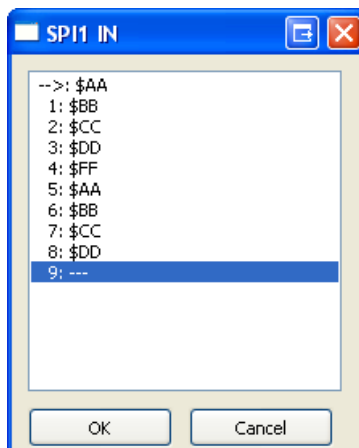 SPI1 IN
-->: $AA
1: $BB
2: $CC
3: $DD
4: $FF
5: $AA
6: $BB
7: $CC
8: $DD
9: ---
OK Cancel